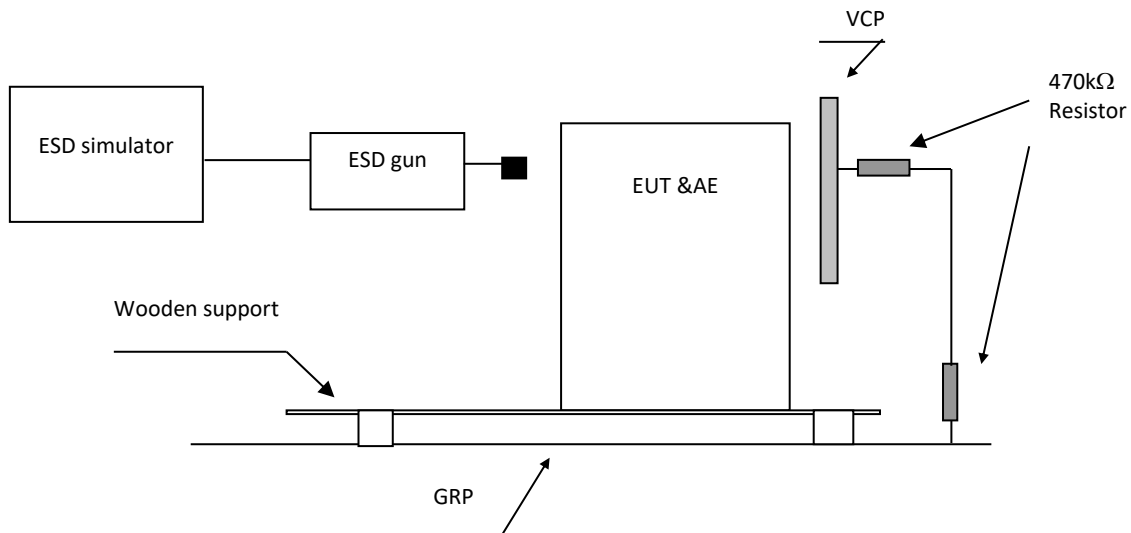 VCP
470kΩ
Resistor
ESD simulator
ESD gun
EUT &AE
Wooden support
GRP